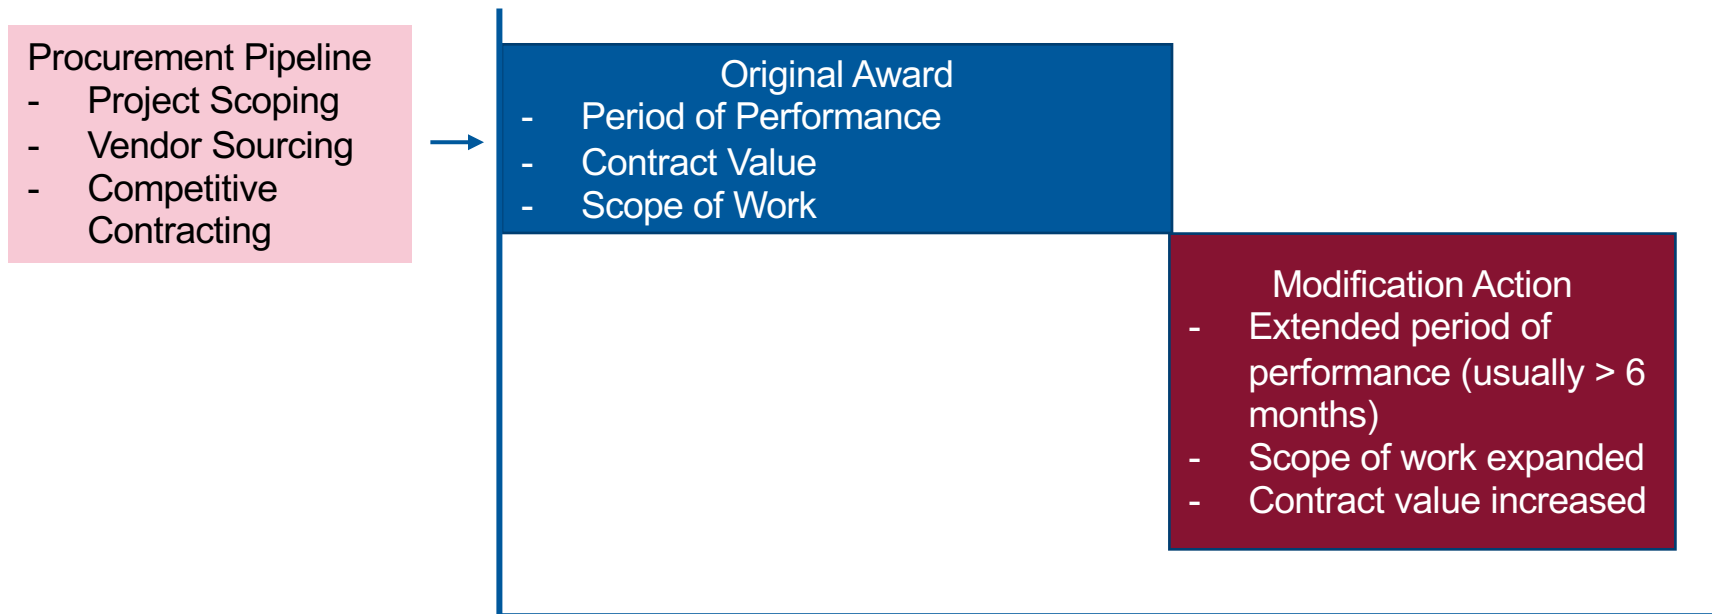 Procurement Pipeline
- Project Scoping
- Vendor Sourcing
- Competitive
Contracting
Original Award
- Period of Performance
- Contract Value
- Scope of Work
Modification Action
- Extended period of
performance (usually > 6
months)
- Scope of work expanded
- Contract value increased